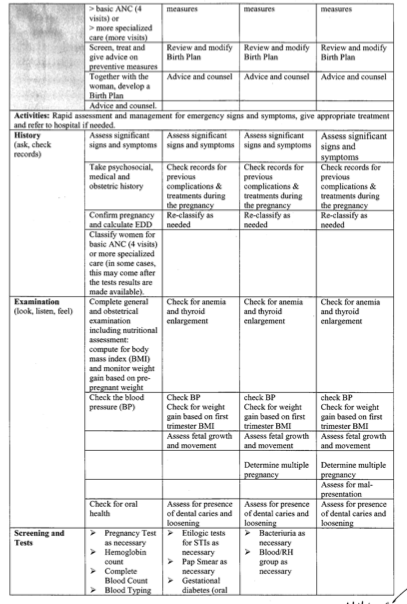 > basic ANC (4
visits) or
> more specialized
care (more visits)
measures
measures
measures
Screen, treat and
give advice on
preventive measures
Review and modify
Birth Plan
Review and modify
Birth Plan
Review and modify
Birth Plan
Together with the
woman, develop a
Birth Plan
Advice and counsel
Advice and counsel
Advice and counsel
Advice and counsel.
Activities: Rapid assessment and management for emergency signs and symptoms, give appropriate treatment
and refer to hospital if needed.
History
(ask, check
records)
Assess significant
signs and symptoms
Assess significant
signs and symptoms
Assess significant
signs and symptoms
Assess significant
signs and
symptoms
Take psychosocial,
medical and
obstetric history
Check records for
previous
complications &
treatments during
the pregnancy
Check records for
previous
complications &
treatments during
the pregnancy
Check records for
previous
complications &
treatments during
the pregnancy
Confirm pregnancy
and calculate EDD
Re-classify as
needed
Re-classify as
needed
Re-classify as
needed
Classify women for
basic ANC (4 visits)
or more specialized
care (in some cases,
this may come after
the tests results are
made available).
Examination
(look, listen, feel)
Complete general
and obstetrical
examination
including nutritional
assessment:
compute for body
mass index (BMI)
and monitor weight
gain based on pre-
pregnant weight
Check for anemia
and thyroid
enlargement
Check for anemia
and thyroid
enlargement
Check for anemia
and thyroid
enlargement
Check the blood
pressure (BP)
Check BP
Check for weight
gain based on first
trimester BMI
check BP
Check for weight
gain based on first
trimester BMI
check BP
Check for weight
gain based on first
trimester BMI
Assess fetal growth
and movement
Assess fetal growth
and movement
Assess fetal growth
and movement
Determine multiple
pregnancy
Determine multiple
pregnancy
Assess for mal-
presentation
Check for oral
health
Assess for presence
of dental caries and
loosening
Assess for presence
of dental caries and
loosening
Assess for presence
of dental caries and
loosening
Screening and
Tests
➢ Pregnancy Test
as necessary
➢ Hemoglobin
count
➢ Complete
Blood Count
➢ Blood Typing
➢ Etilogic tests
for STIs as
necessary
➢ Pap Smear as
necessary
➢ Gestational
diabetes (oral
➢ Bacteriuria as
necessary
➢ Blood/RH
group as
necessary